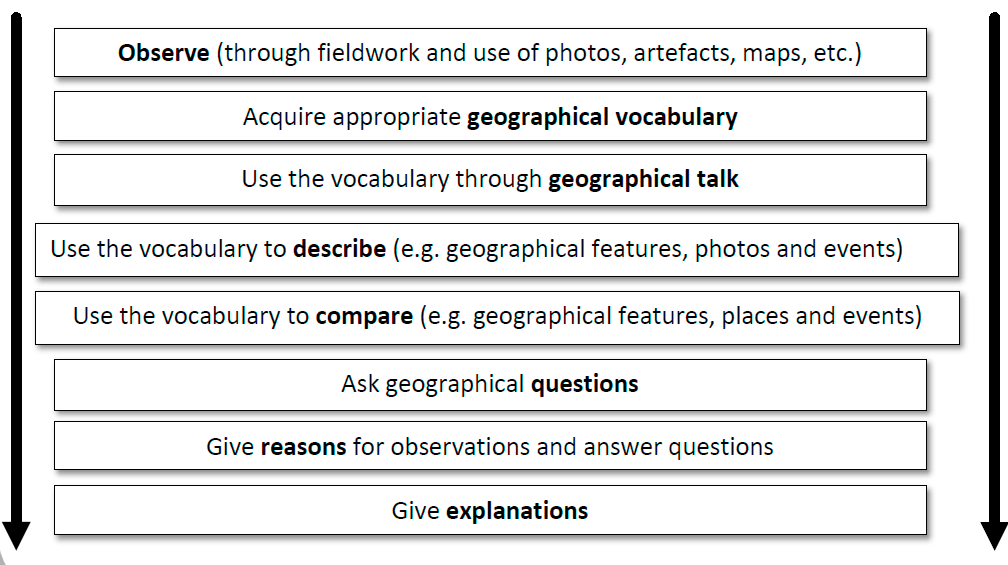 Observe (through fieldwork and use of photos, artefacts, maps, etc.)
Acquire appropriate geographical vocabulary
Use the vocabulary through geographical talk
Use the vocabulary to describe (e.g. geographical features, photos and events)
Use the vocabulary to compare (e.g. geographical features, places and events)
Ask geographical questions
Give reasons for observations and answer questions
Give explanations